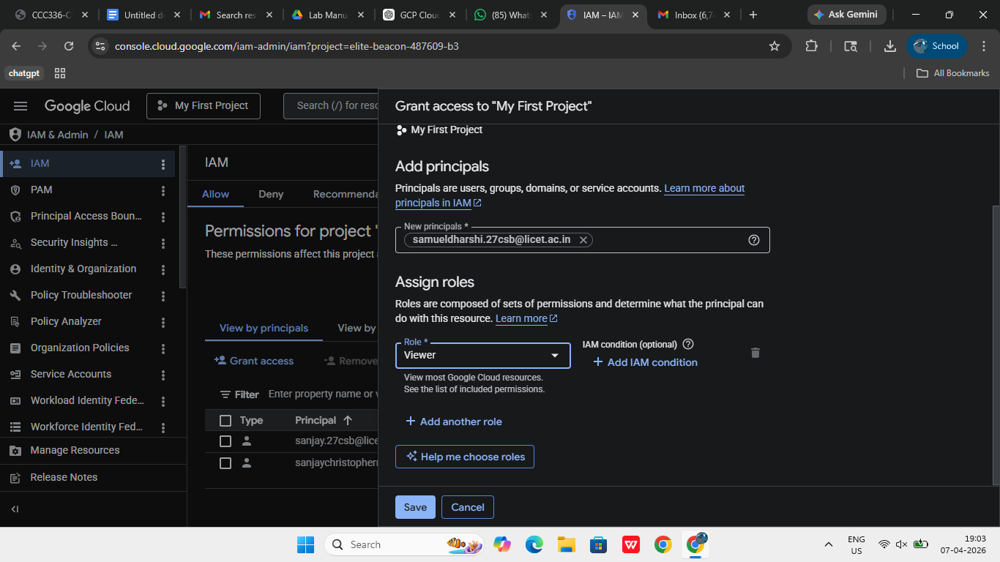 CCC336-C
Untitled d
Search res
Lab Manu
GCP Clou
(85) What
IAM – IAM
Inbox (6,7
Ask Gemini
console.cloud.google.com/iam-admin/iam?project=elite-beacon-487609-b3
School
chatgpt
All Bookmarks
Google Cloud
My First Project
Search (/) for reso
IAM & Admin / IAM
IAM
PAM
Principal Access Boun...
Security Insights ...
Identity & Organization
Policy Troubleshooter
Policy Analyzer
Organization Policies
Service Accounts
Workload Identity Fede...
Workforce Identity Fed...
Manage Resources
Release Notes
IAM
Allow
Deny
Recommenda
Permissions for project "
These permissions affect this project
View by principals
View by
Grant access
Remove
Filter
Enter property name or v
Type
Principal
sanjay.27csb@lice
sanjaychristopher
Grant access to "My First Project"
My First Project
Add principals
Principals are users, groups, domains, or service accounts. Learn more about
principals in IAM
New principals *
samueldharshi.27csb@licet.ac.in
Assign roles
Roles are composed of sets of permissions and determine what the principal can
do with this resource. Learn more
Role *
Viewer
IAM condition (optional)
Add IAM condition
View most Google Cloud resources.
See the list of included permissions.
Add another role
Help me choose roles
Save
Cancel
Search
ENG
US
19:03
07-04-2026